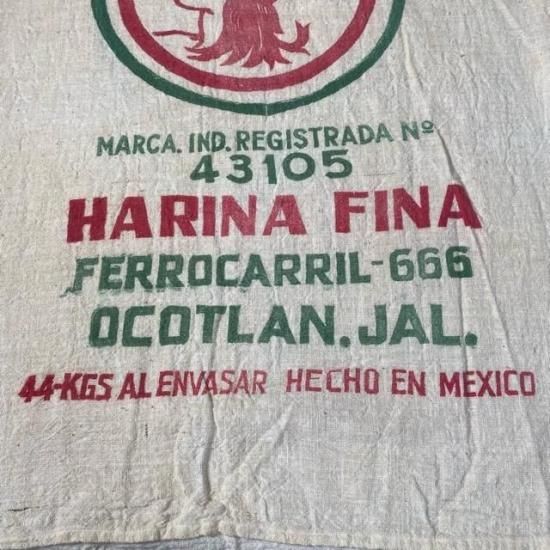 MARCA. IND. REGISTRADA Nº
43105
HARINA FINA
FERROCARRIL-666
OCOTLAN. JAL.
44-KGS AL ENVASAR HECHO EN MEXICO